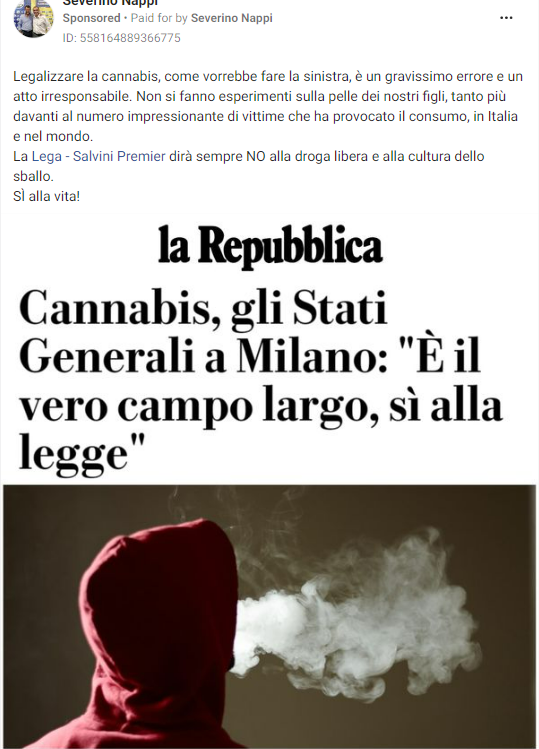 Severino Nappi
Sponsored • Paid for by Severino Nappi
ID: 558164889366775
Legalizzare la cannabis, come vorrebbe fare la sinistra, è un gravissimo errore e un
atto irresponsabile. Non si fanno esperimenti sulla pelle dei nostri figli, tanto più
davanti al numero impressionante di vittime che ha provocato il consumo, in Italia
e nel mondo.
La Lega - Salvini Premier dirà sempre NO alla droga libera e alla cultura dello
sballo.
SÌ alla vita!
la Repubblica
Cannabis, gli Stati
Generali a Milano: "È il
vero campo largo, sì alla
legge"